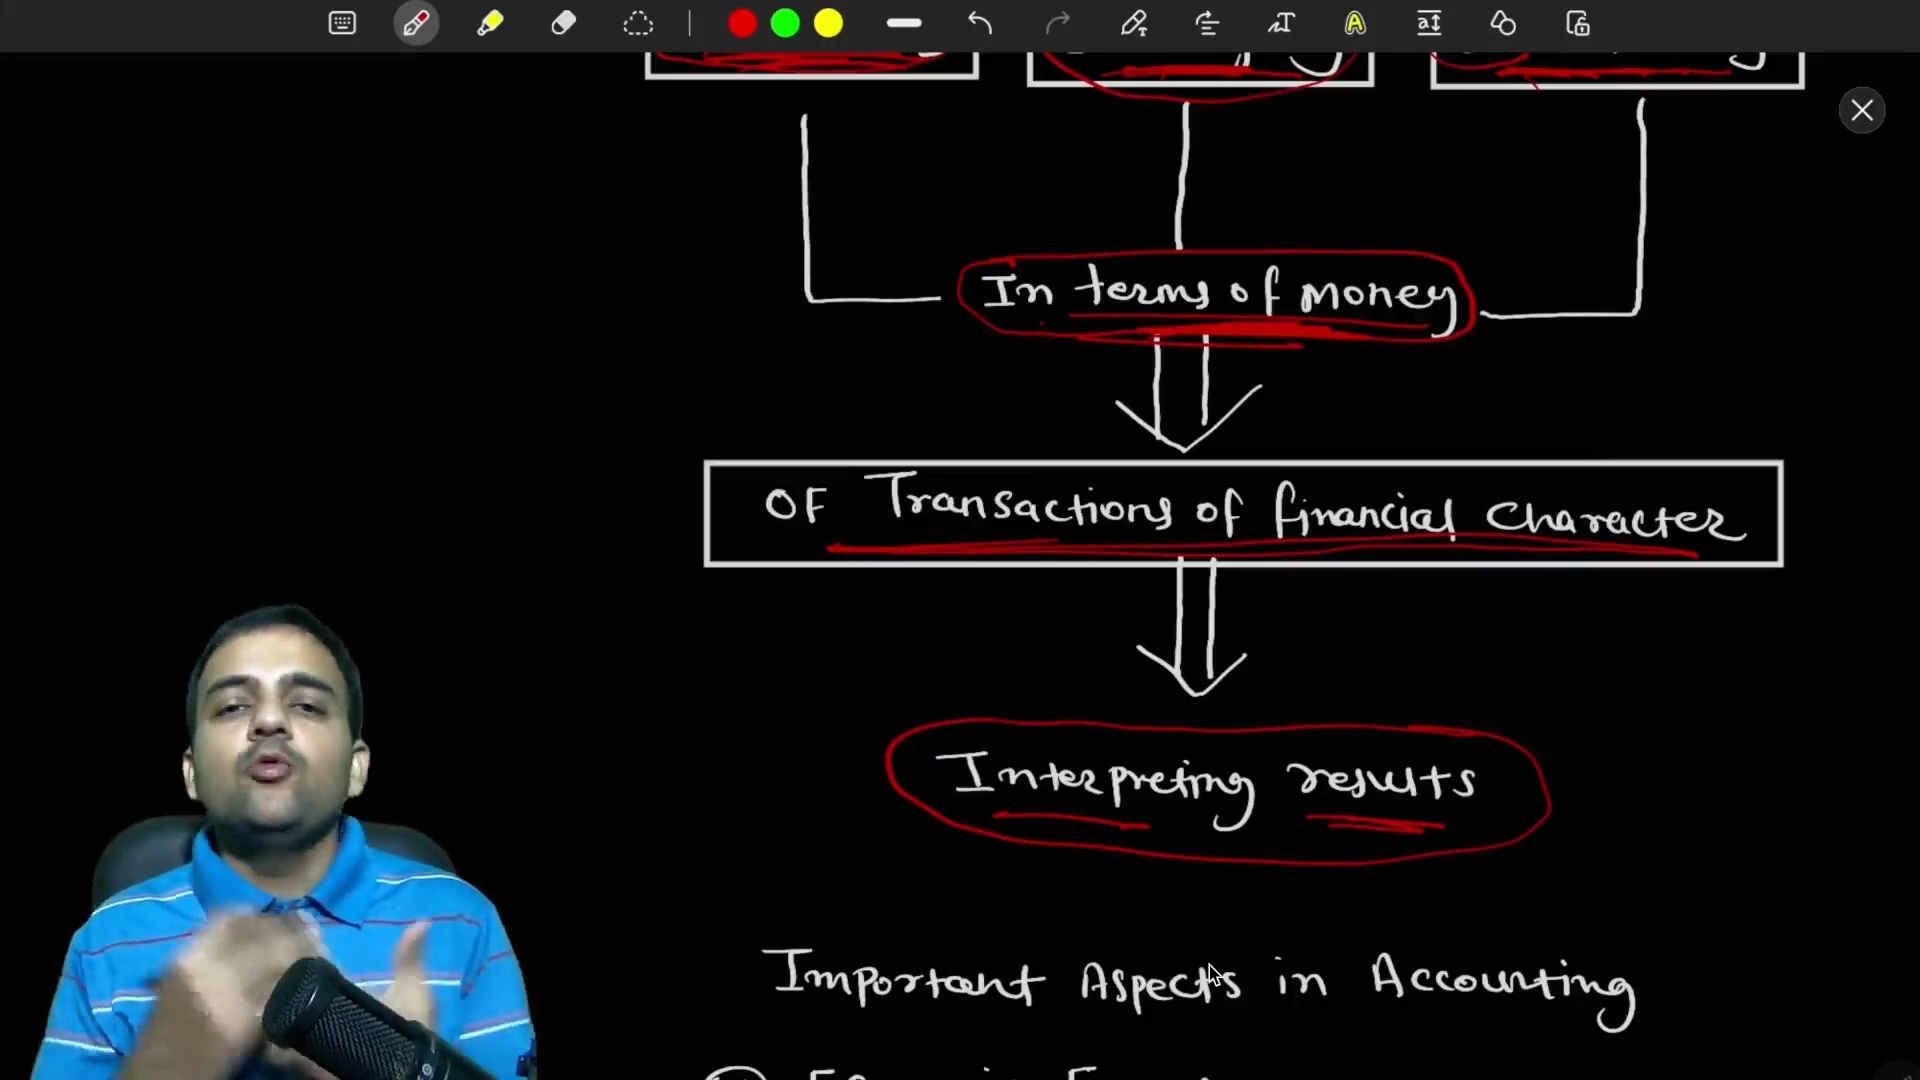 In terms of money
OF Transactions of financial Character
Interpreting results
Important Aspects in Accounting